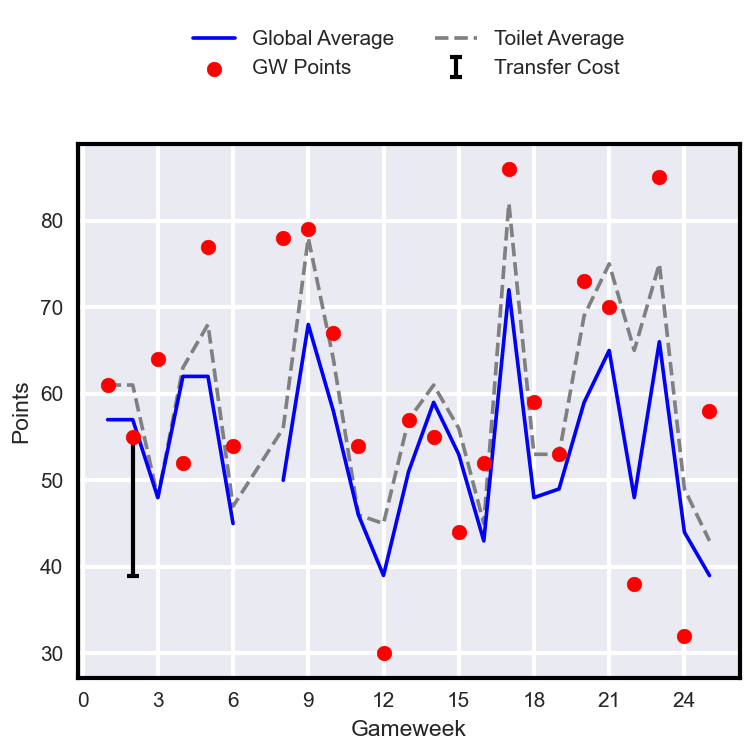 Global Average
Toilet Average
GW Points
Transfer Cost
Points
80
70
60
50
40
30
0 3 6 9 12 15 18 21 24
Gameweek